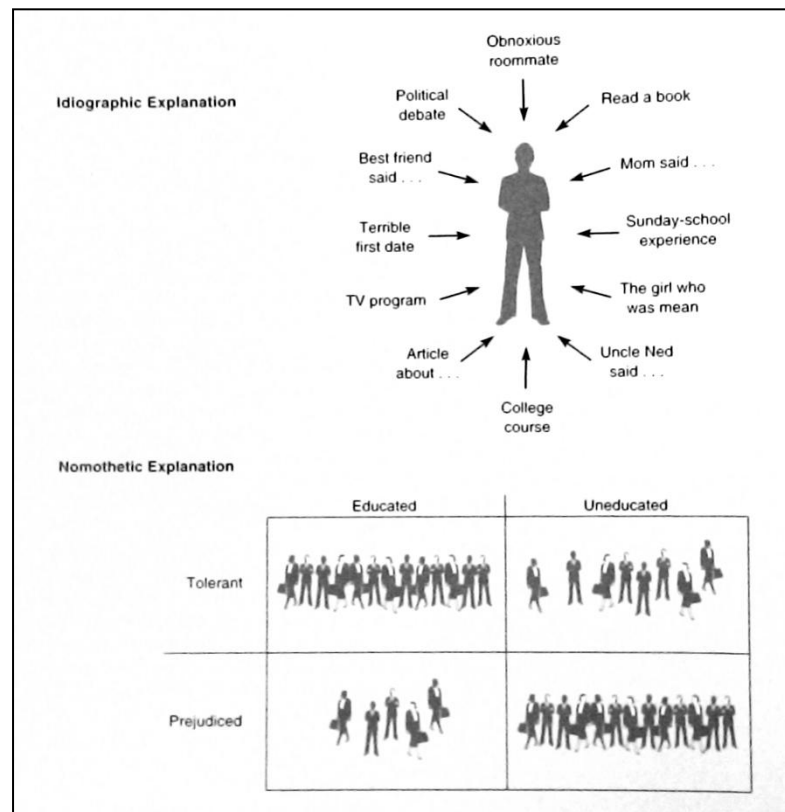 Obnoxious
roommate
Idiographic Explanation
Political
debate
Read a book
Best friend
said . . .
Mom said . . .
Terrible
first date
Sunday-school
experience
TV program
The girl who
was mean
Article
about . . .
Uncle Ned
said . . .
College
course
Nomothetic Explanation
Educated
Uneducated
Tolerant
Prejudiced